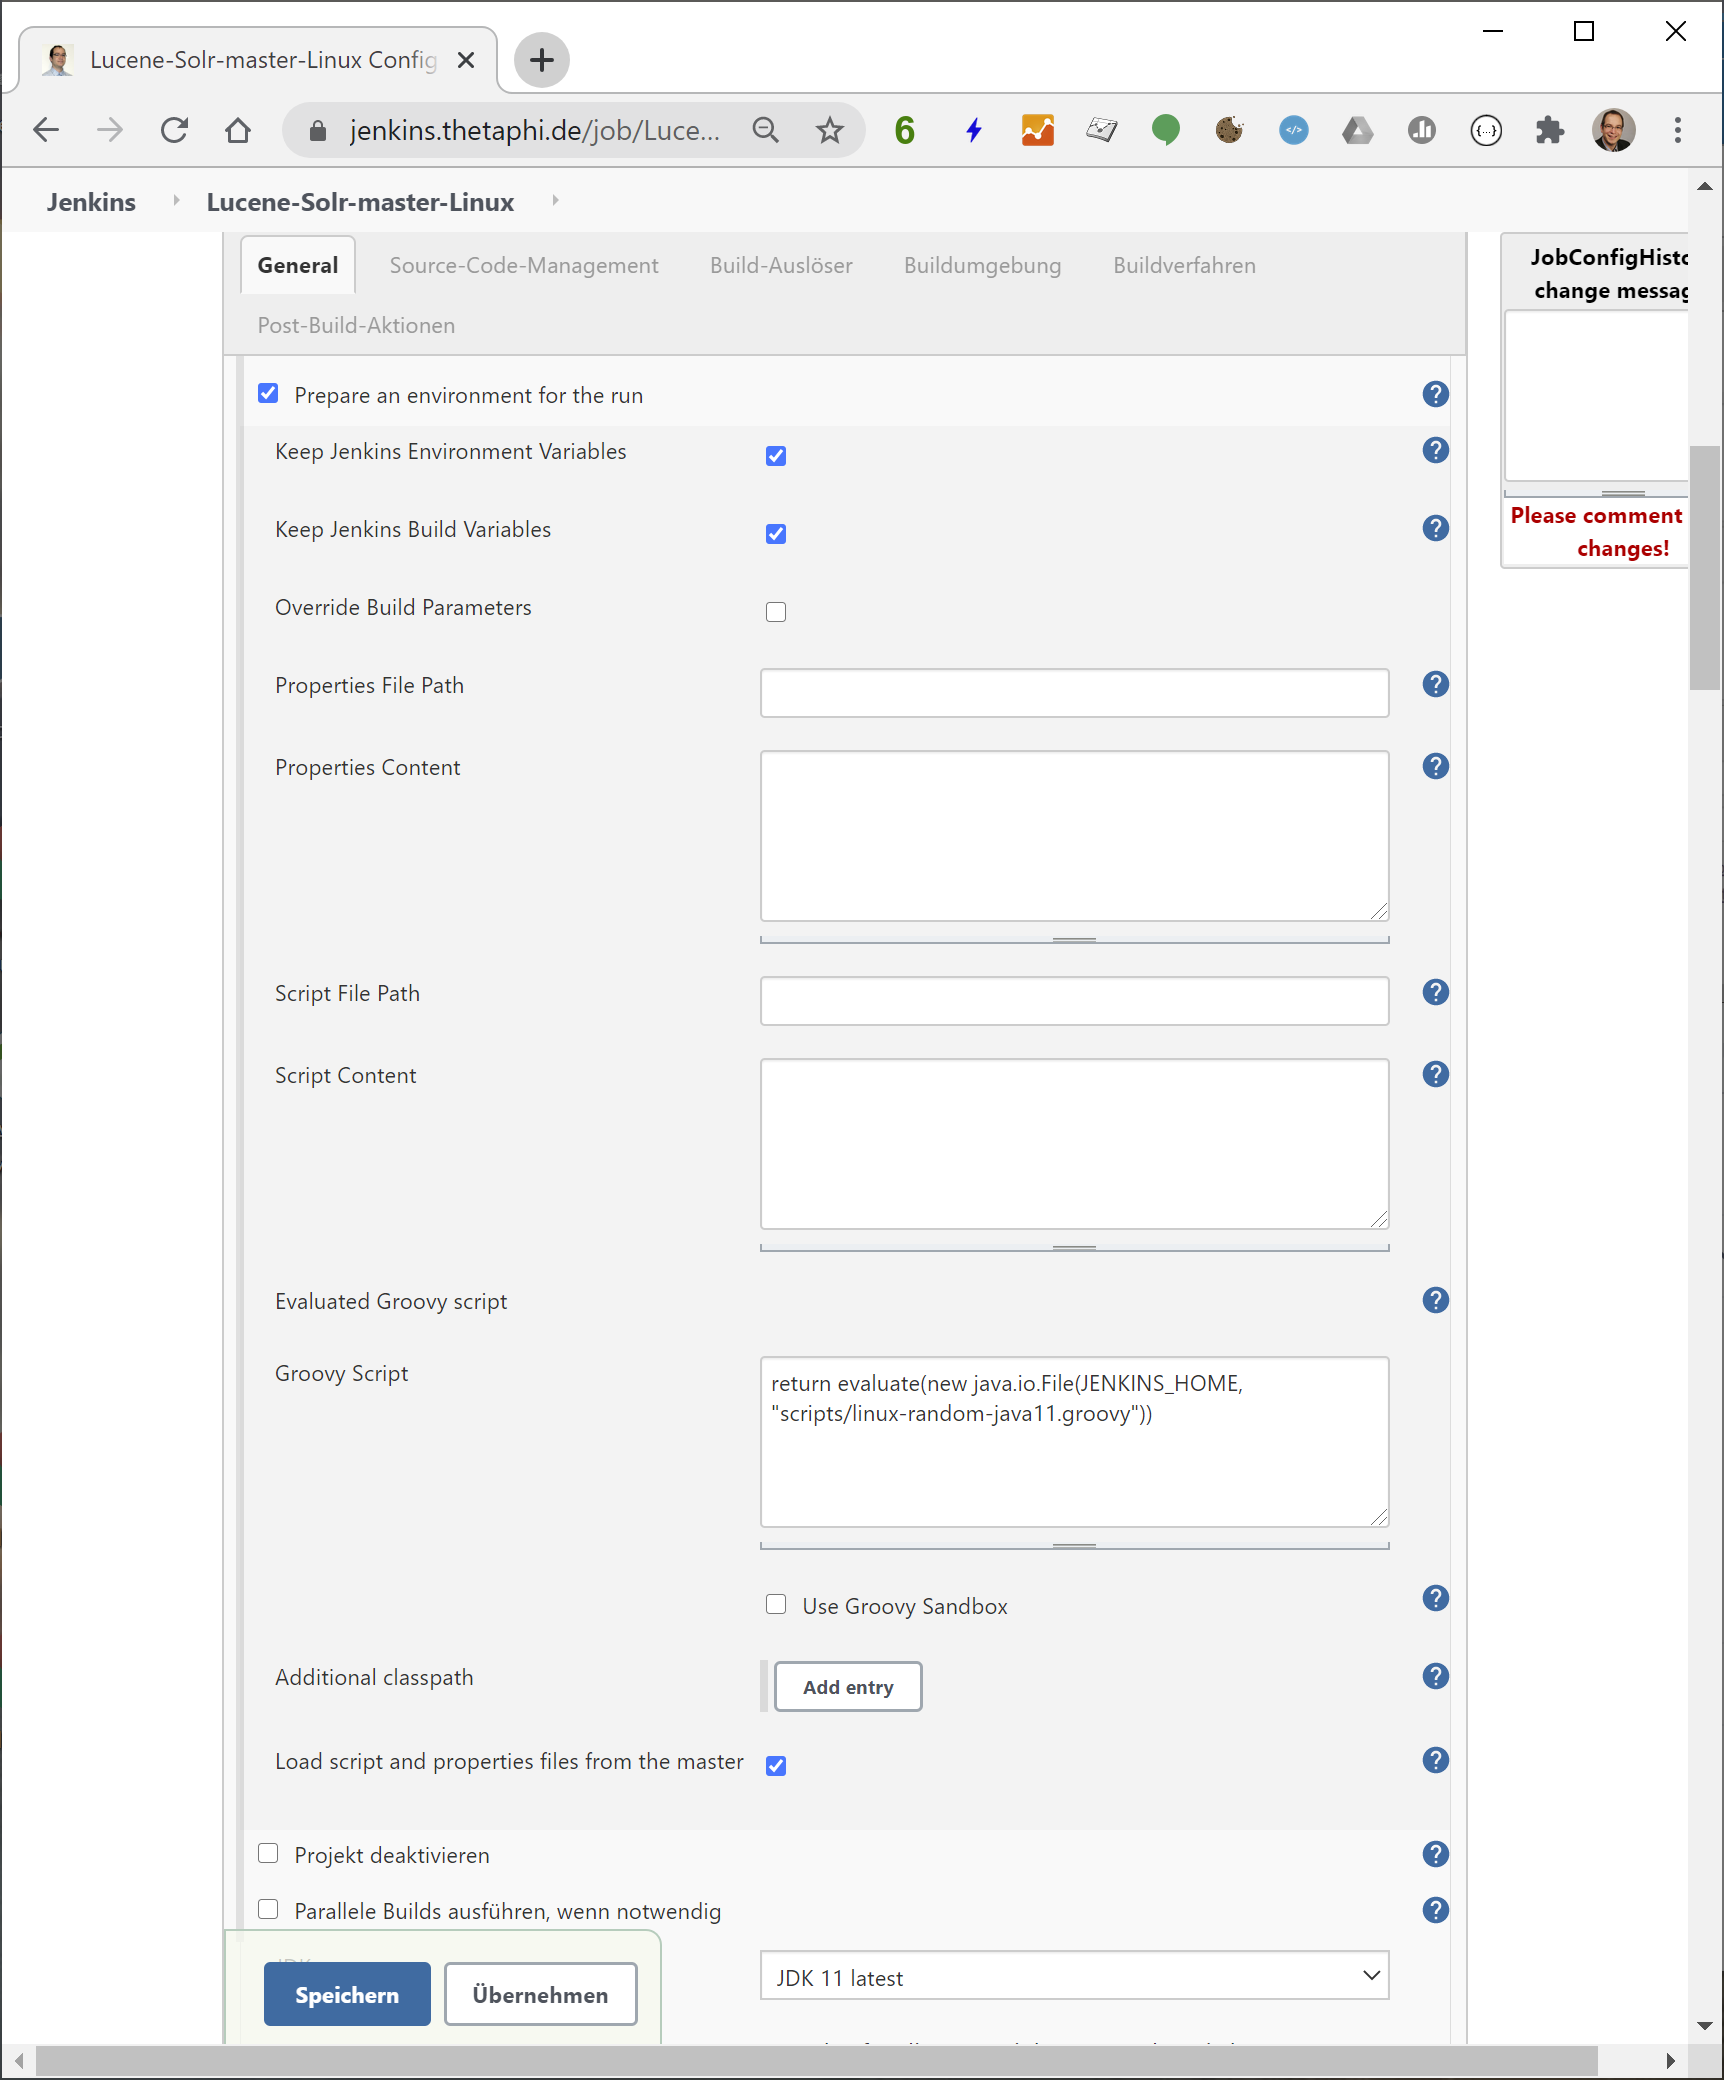 Lucene-Solr-master-Linux Config
jenkins.thetaphi.de/job/Luce...
6
Jenkins
Lucene-Solr-master-Linux
General
Source-Code-Management
Build-Auslöser
Buildumgebung
Buildverfahren
Post-Build-Aktionen
JobConfigHisto
change messag
Please comment
changes!
Prepare an environment for the run
Keep Jenkins Environment Variables
Keep Jenkins Build Variables
Override Build Parameters
Properties File Path
Properties Content
Script File Path
Script Content
Evaluated Groovy script
Groovy Script
return evaluate(new java.io.File(JENKINS_HOME,
"scripts/linux-random-java11.groovy"))
Use Groovy Sandbox
Additional classpath
Add entry
Load script and properties files from the master
Projekt deaktivieren
Parallele Builds ausführen, wenn notwendig
JDK 11 latest
Speichern
Übernehmen